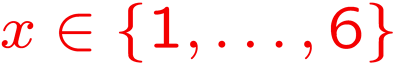 x ∈ {1, . . . , 6}